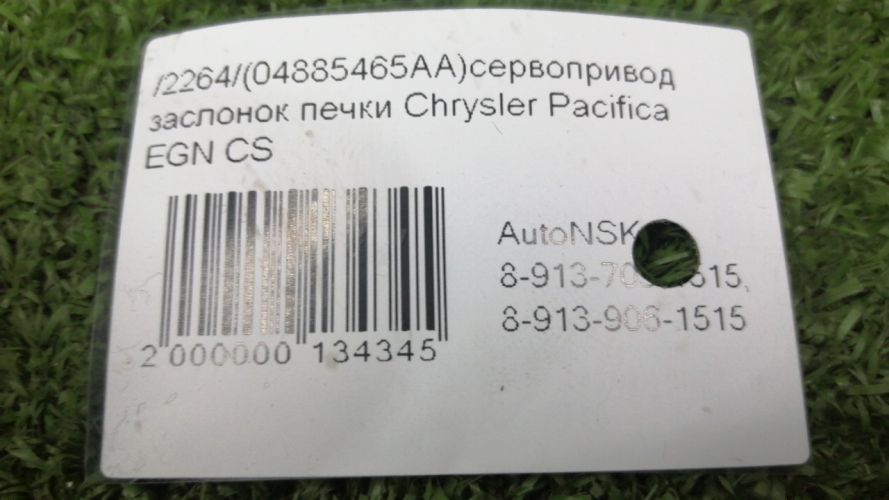 /2264/(04885465AA)сервопривод
заслонок печки Chrysler Pacifica
EGN CS
AutoNSK
8-913-906-1515
2 000000 134345